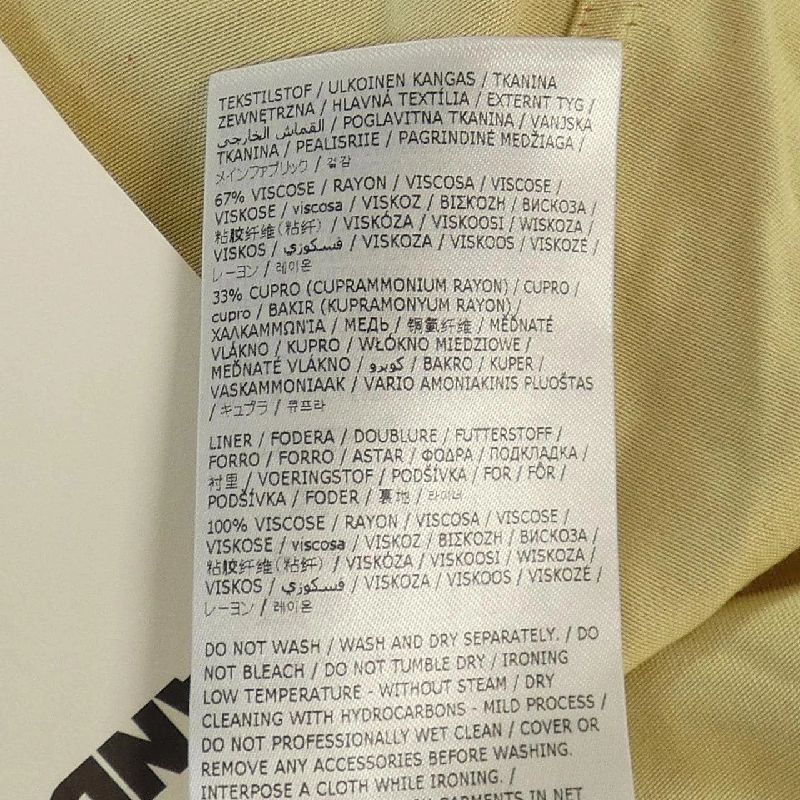 TEKSTILSTOF / ULKOINEN KANGAS / TKANINA
ZEWNĘTRZNA / HLAVNÁ TEXTÍLIA / EXTERNT TYG /
القماش الخارجي / POGLAVITNA TKANINA / VANJSKA
TKANINA / PEALISRIIE / PAGRINDINĖ MEDŽIAGA /
メインファブリック / 겉감
67% VISCOSE / RAYON / VISCOSA / VISCOSE /
VISKOSE / viscosa / VISKOZ / ΒΙΣΚΟΖΗ / ВИСКОЗА /
粘胶纤维(粘纤) / VISKÓZA / VISKOOSI / WISKOZA /
VISKOS / فسكوزي / VISKOZA / VISKOOS / VISKOZĖ /
レーヨン / 레이온
33% CUPRO (CUPRAMMONIUM RAYON) / CUPRO /
cupro / BAKIR (KUPRAMONYUM RAYON) /
ΧΑΛΚΑΜΜΩΝΊΑ / МЕДЬ / 铜氨纤维 / MĚĎNATÉ
VLÁKNO / KUPRO / WŁÓKNO MIEDZIOWE /
MEĎNATÉ VLÁKNO / كوبرو / BAKRO / KUPER /
VASKAMMONIAAK / VARIO AMONIAKINIS PLUOŠTAS
/ キュプラ / 큐프라
LINER / FODERA / DOUBLURE / FUTTERSTOFF /
FORRO / FORRO / ASTAR / ΦΟΔΡΑ / ПОДКЛАДКА /
衬里 / VOERINGSTOF / PODŠÍVKA / FOR / FÔR /
PODŠÍVKA / FODER / 裏地 / 라이너
100% VISCOSE / RAYON / VISCOSA / VISCOSE /
VISKOSE / viscosa / VISKOZ / ΒΙΣΚΟΖΗ / ВИСКОЗА /
粘胶纤维(粘纤) / VISKÓZA / VISKOOSI / WISKOZA /
VISKOS / فسكوزي / VISKOZA / VISKOOS / VISKOZĖ /
レーヨン / 레이온
DO NOT WASH / WASH AND DRY SEPARATELY. / DO
NOT BLEACH / DO NOT TUMBLE DRY / IRONING
LOW TEMPERATURE - WITHOUT STEAM / DRY
CLEANING WITH HYDROCARBONS - MILD PROCESS /
DO NOT PROFESSIONALLY WET CLEAN / COVER OR
REMOVE ANY ACCESSORIES BEFORE WASHING.
INTERPOSE A CLOTH WHILE IRONING. /
GARMENTS IN NET